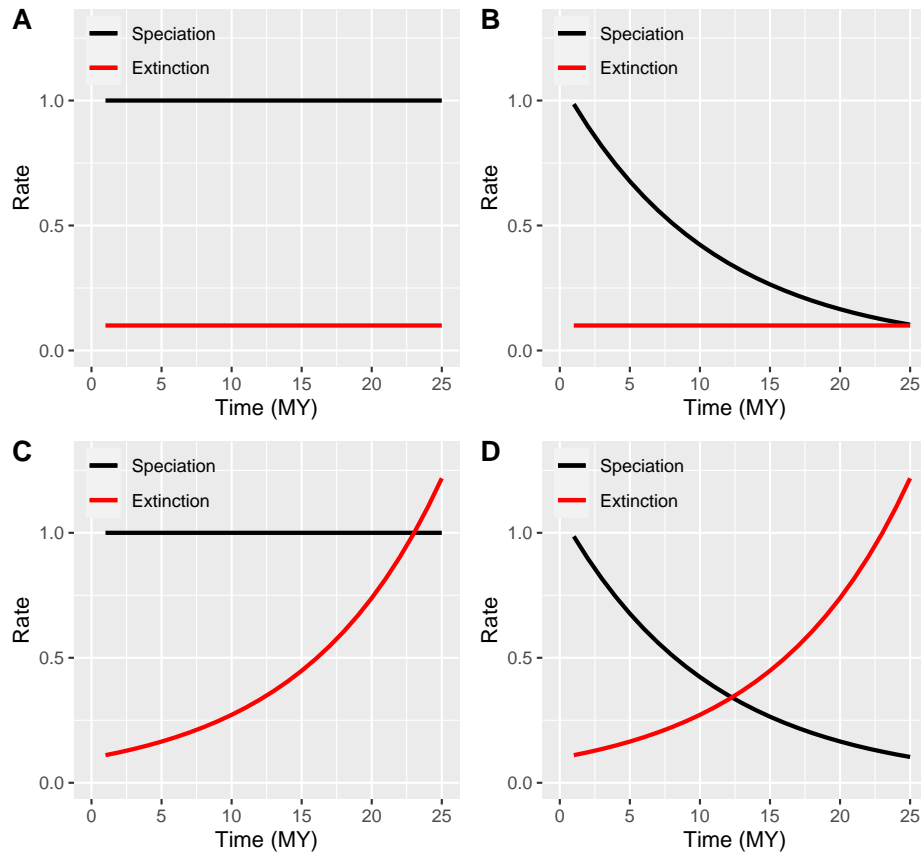 A
Speciation
Extinction
Rate
1.0
0.5
0.0
0 5 10 15 20 25
Time (MY)
B
Speciation
Extinction
Rate
1.0
0.5
0.0
0 5 10 15 20 25
Time (MY)
C
Speciation
Extinction
Rate
1.0
0.5
0.0
0 5 10 15 20 25
Time (MY)
D
Speciation
Extinction
Rate
1.0
0.5
0.0
0 5 10 15 20 25
Time (MY)